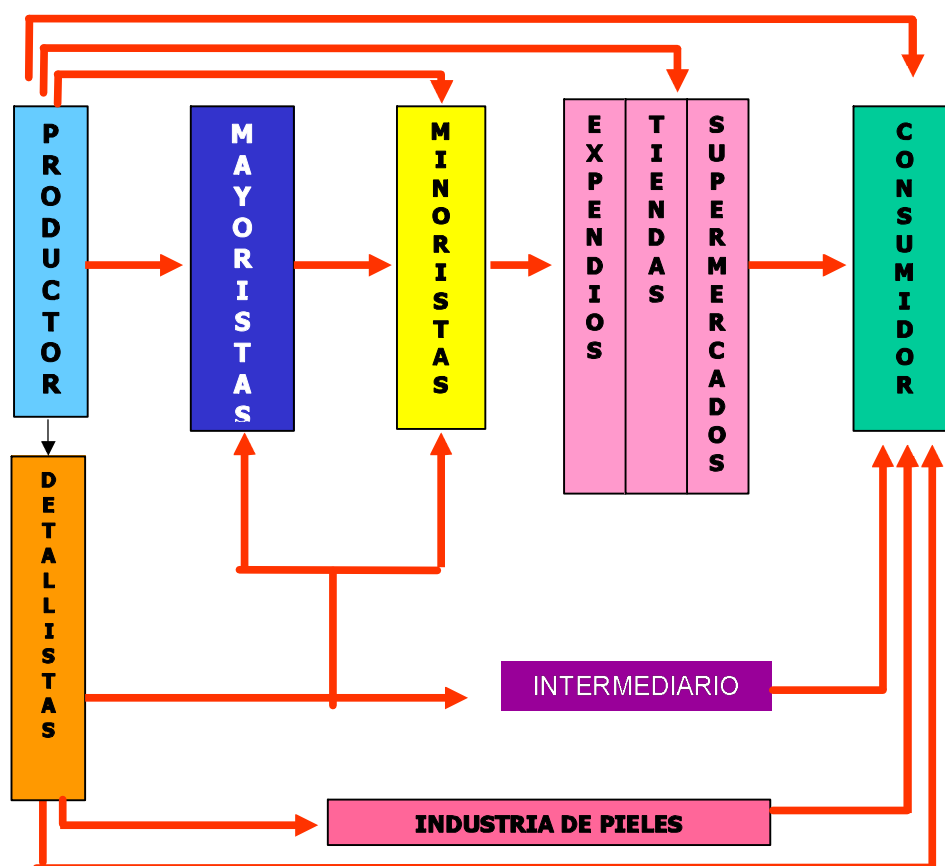 PRODUCTOR
MAYORISTAS
MINORISTAS
EXPENDIOS
TIENDAS
SUPERMERCADOS
CONSUMIDOR
DETALLISTAS
INTERMEDIARIO
INDUSTRIA DE PIELES